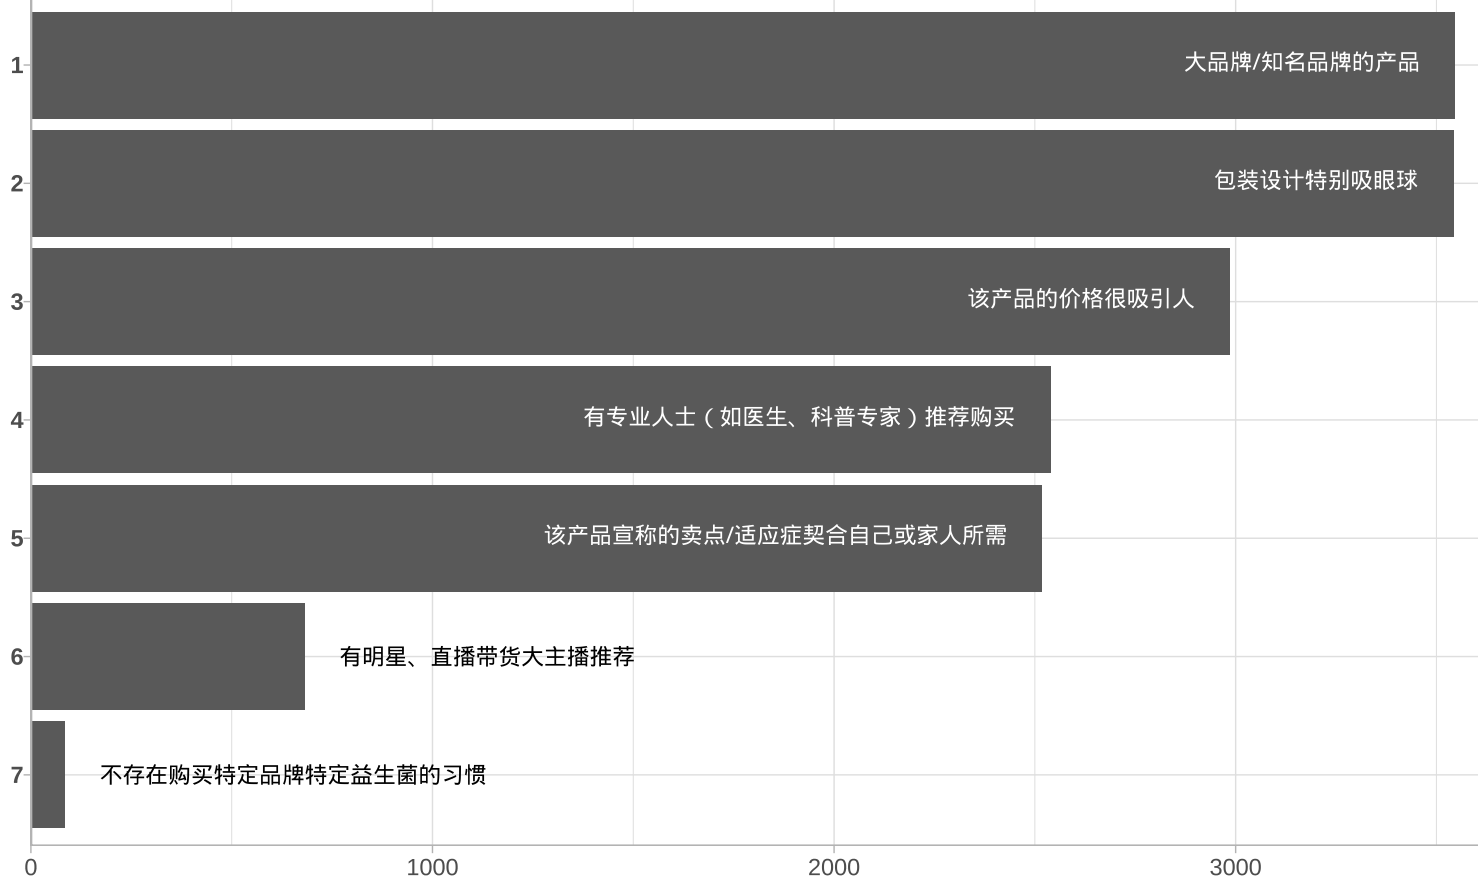 1
大品牌/知名品牌的产品
2
包装设计特别吸眼球
3
该产品的价格很吸引人
4
有专业人士（如医生、科普专家）推荐购买
5
该产品宣称的卖点/适应症契合自己或家人所需
6
有明星、直播带货大主播推荐
7
不存在购买特定品牌特定益生菌的习惯
0 1000 2000 3000